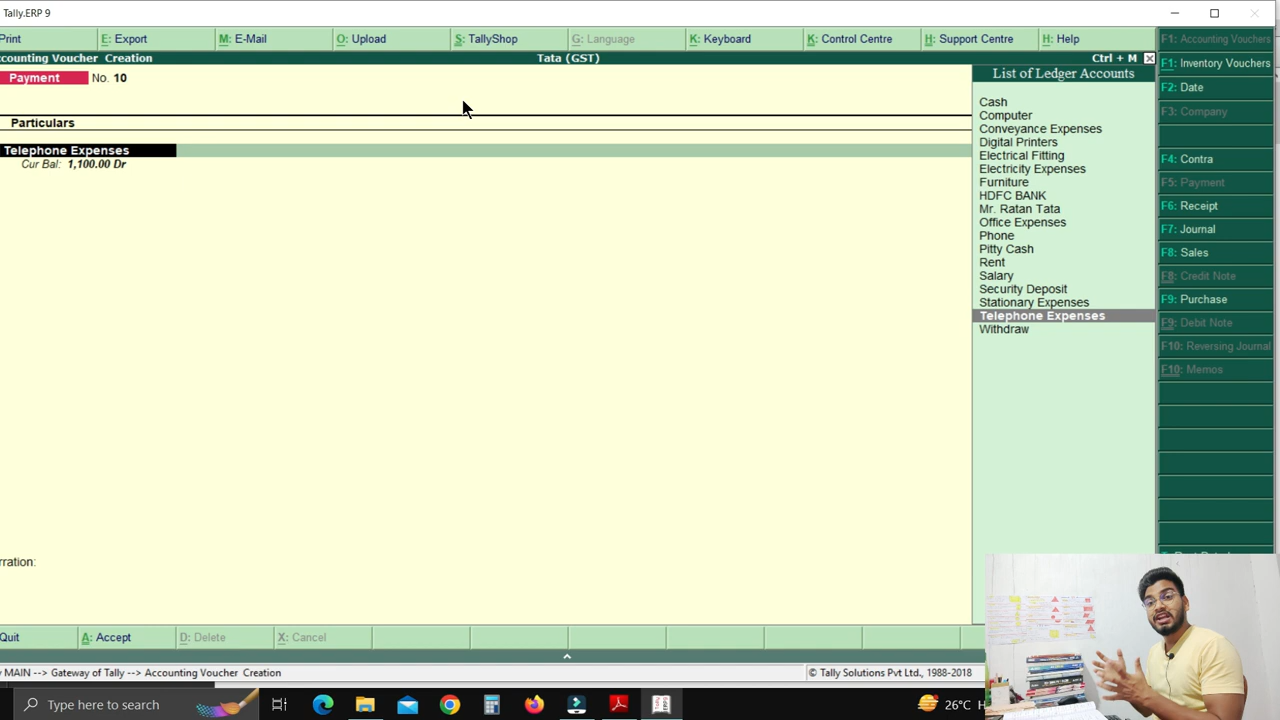 Tally.ERP 9
Print
E: Export
M: E-Mail
O: Upload
S: TallyShop
G: Language
K: Keyboard
K: Control Centre
H: Support Centre
H: Help
F1: Accounting Vouchers
ccounting Voucher Creation
Tata (GST)
Ctrl + M
F1: Inventory Vouchers
Payment No. 10
List of Ledger Accounts
F2: Date
Cash
F3: Company
Computer
Particulars
Conveyance Expenses
Digital Printers
Telephone Expenses
Electrical Fitting
F4: Contra
Cur Bal: 1,100.00 Dr
Electricity Expenses
Furniture
F5: Payment
HDFC BANK
Mr. Ratan Tata
F6: Receipt
Office Expenses
Phone
F7: Journal
Pitty Cash
F8: Sales
Rent
Salary
F8: Credit Note
Security Deposit
Stationary Expenses
F9: Purchase
Telephone Expenses
F9: Debit Note
Withdraw
F10: Reversing Journal
F10: Memos
rration:
Quit
A: Accept
D: Delete
X: Cancel
MAIN --> Gateway of Tally --> Accounting Voucher Creation
© Tally Solutions Pvt Ltd., 1988-2018
Type here to search
26°C